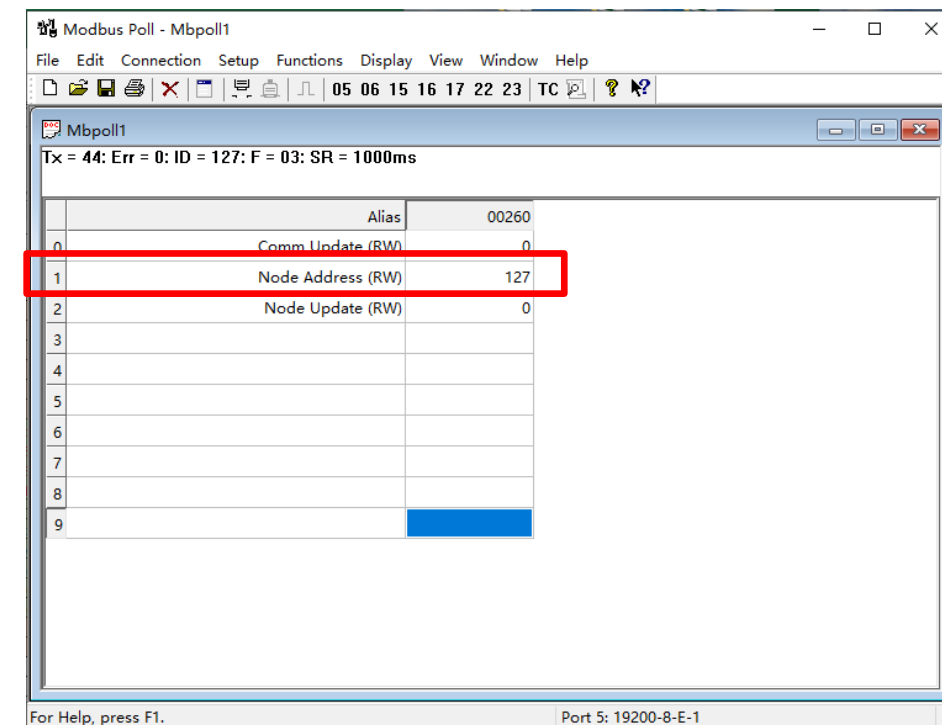 Modbus Poll - Mbpoll1
File Edit Connection Setup Functions Display View Window Help
05 06 15 16 17 22 23 TC
Mbpoll1
Tx = 44: Err = 0: ID = 127: F = 03: SR = 1000ms
Alias 00260
0 Comm Update (RW) 0
1 Node Address (RW) 127
2 Node Update (RW) 0
3
4
5
6
7
8
9
For Help, press F1. Port 5: 19200-8-E-1